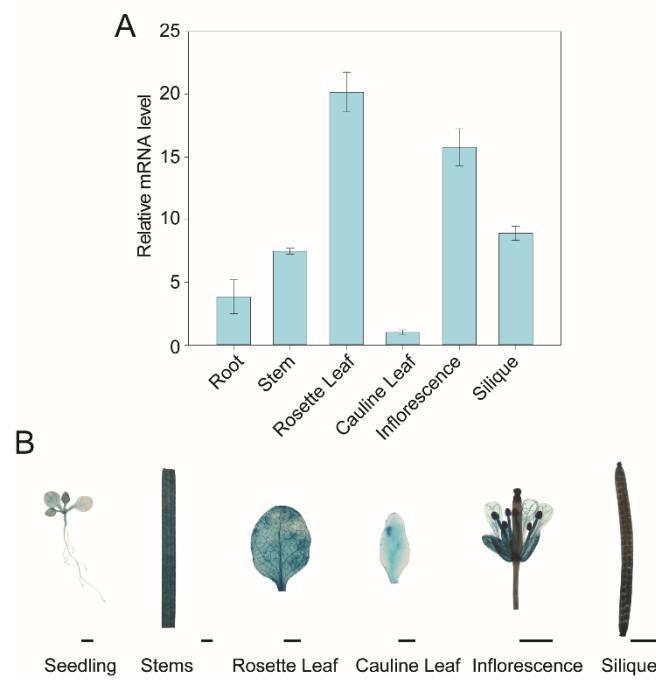 A
Relative mRNA level
25
20
15
10
5
0
Root
Stem
Rosette Leaf
Cauline Leaf
Inflorescence
Silique
B
Seedling
Stems
Rosette Leaf
Cauline Leaf
Inflorescence
Silique